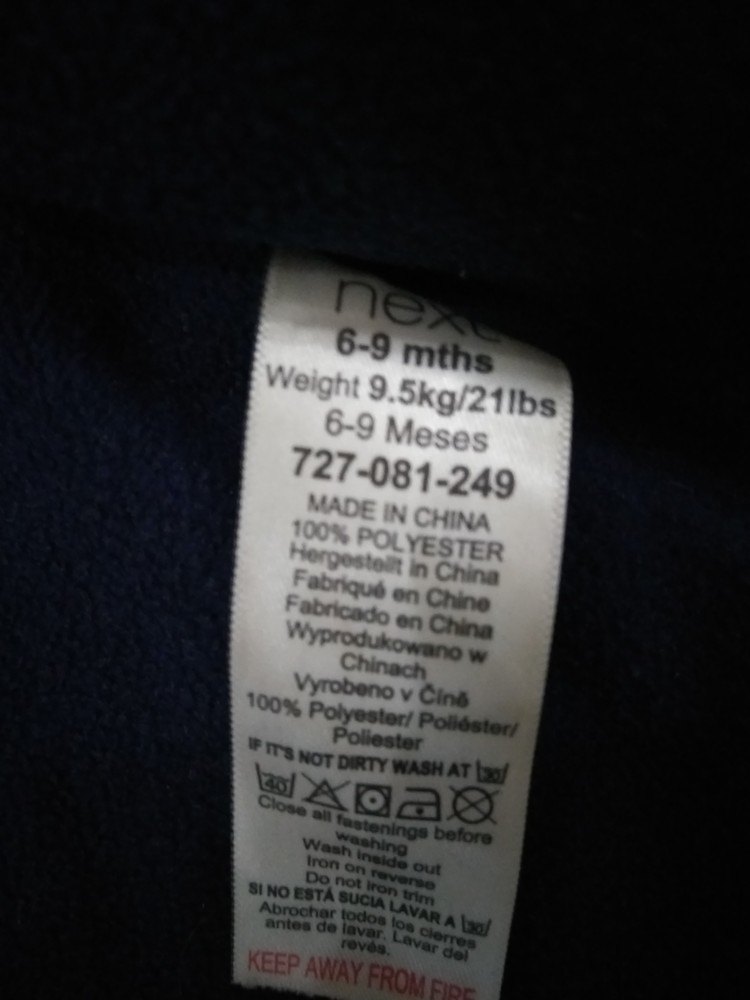 next
6-9 mths
Weight 9.5kg/21lbs
6-9 Meses
727-081-249
MADE IN CHINA
100% POLYESTER
Hergestellt in China
Fabriqué en Chine
Fabricado en China
Wyprodukowano w
Chinach
Vyrobeno v Číně
100% Polyester/ Poliéster/
Poliester
IF IT'S NOT DIRTY WASH AT 30
40
Close all fastenings before
washing
Wash inside out
Iron on reverse
Do not iron trim
SI NO ESTÁ SUCIA LAVAR A 30
Abrochar todos los cierres
antes de lavar. Lavar del
revés.
KEEP AWAY FROM FIRE